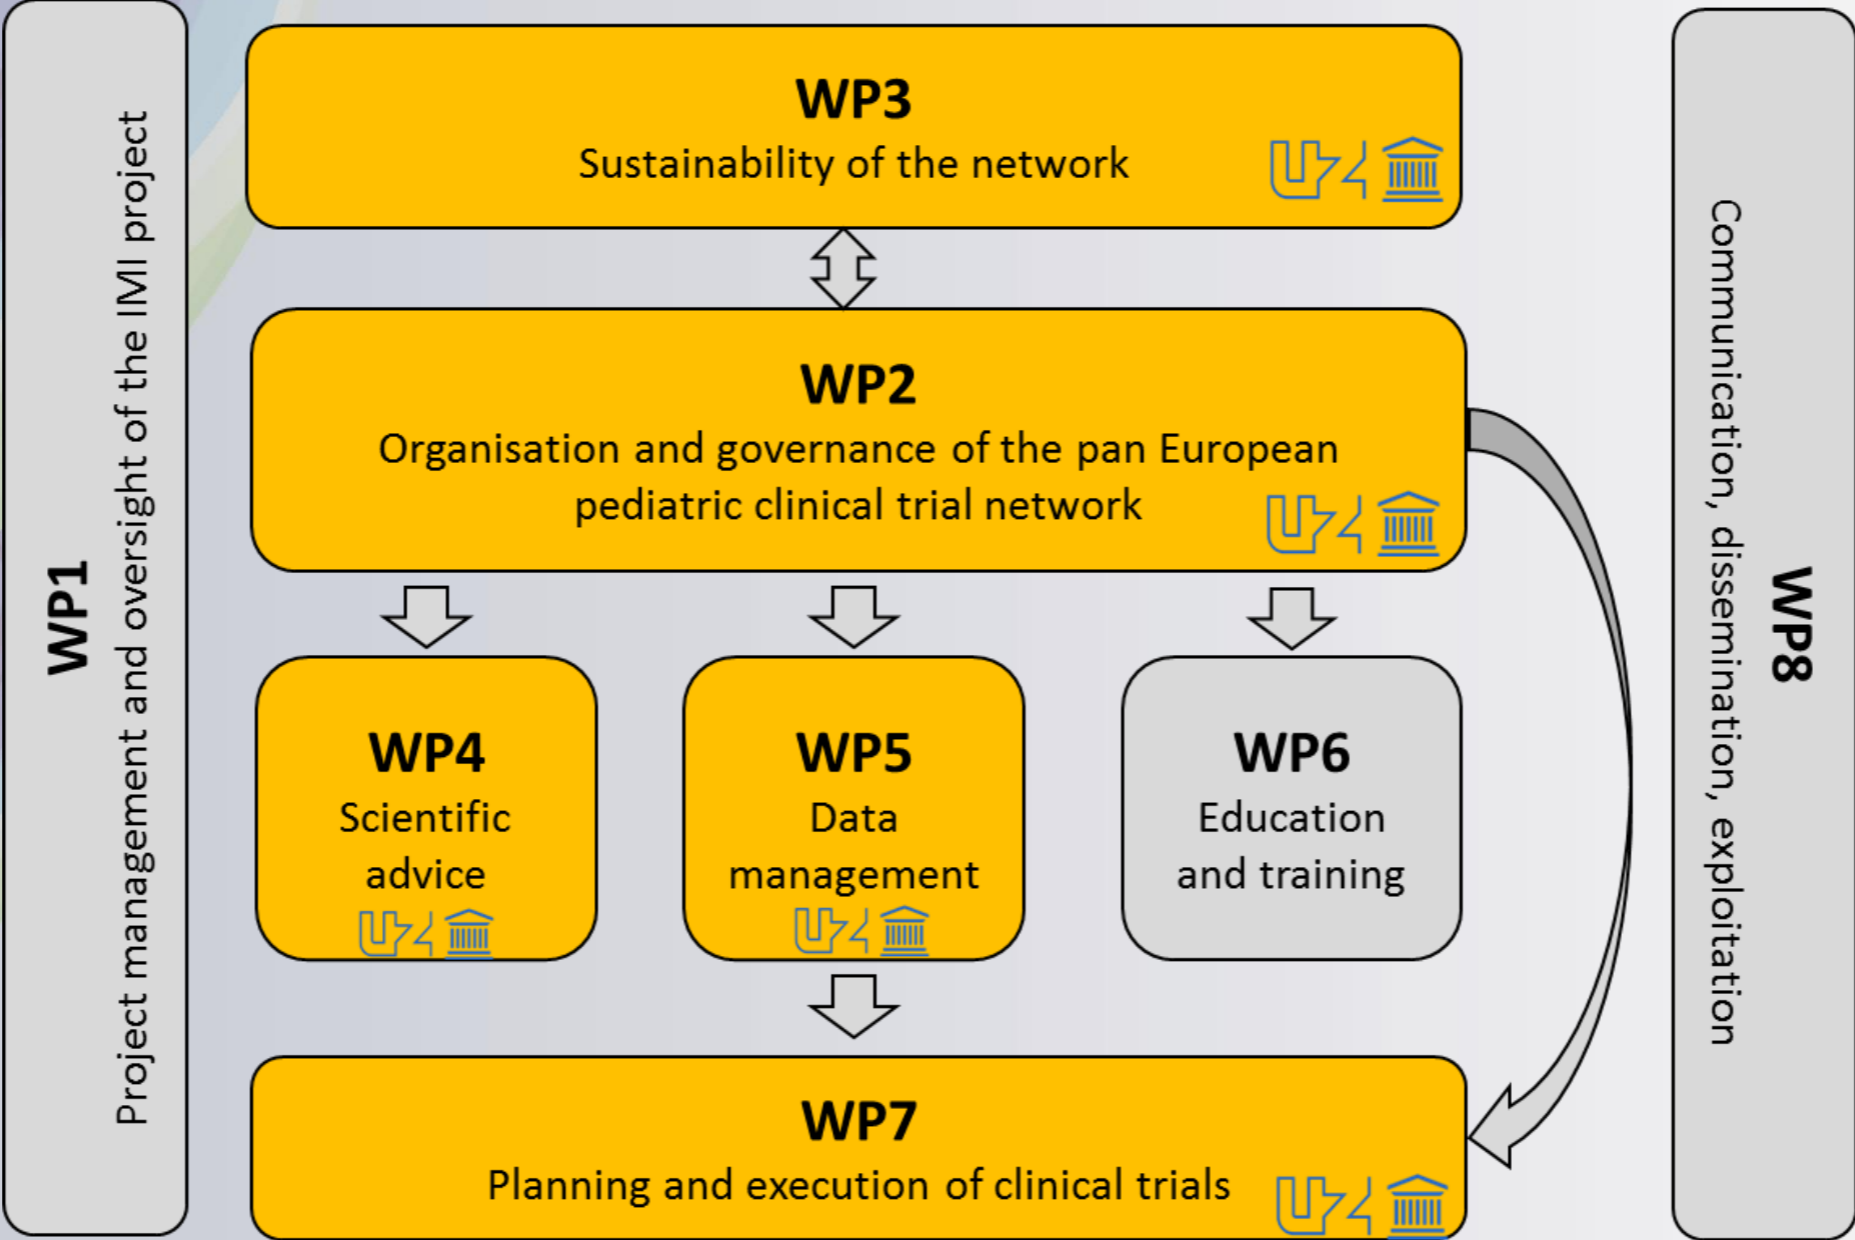 WP1
Project management and oversight of the IMI project
WP3
Sustainability of the network
WP2
Organisation and governance of the pan European
pediatric clinical trial network
WP4
Scientific
advice
WP5
Data
management
WP6
Education
and training
WP7
Planning and execution of clinical trials
WP8
Communication, dissemination, exploitation